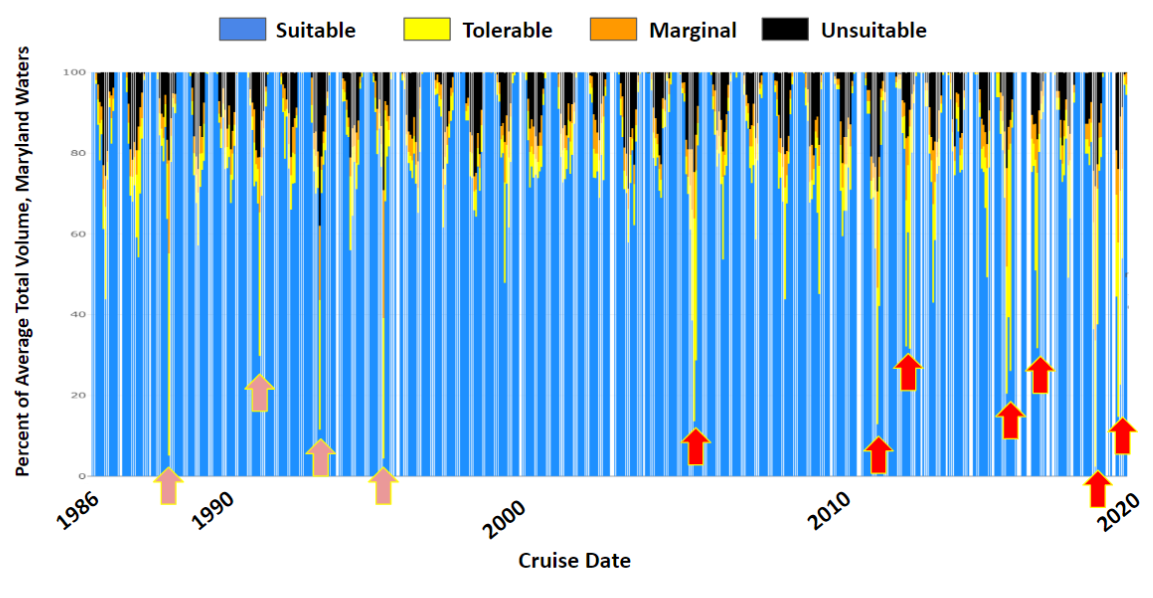 Suitable Tolerable Marginal Unsuitable
Percent of Average Total Volume, Maryland Waters
100
80
60
40
20
0
1986 1990 2000 2010 2020
Cruise Date